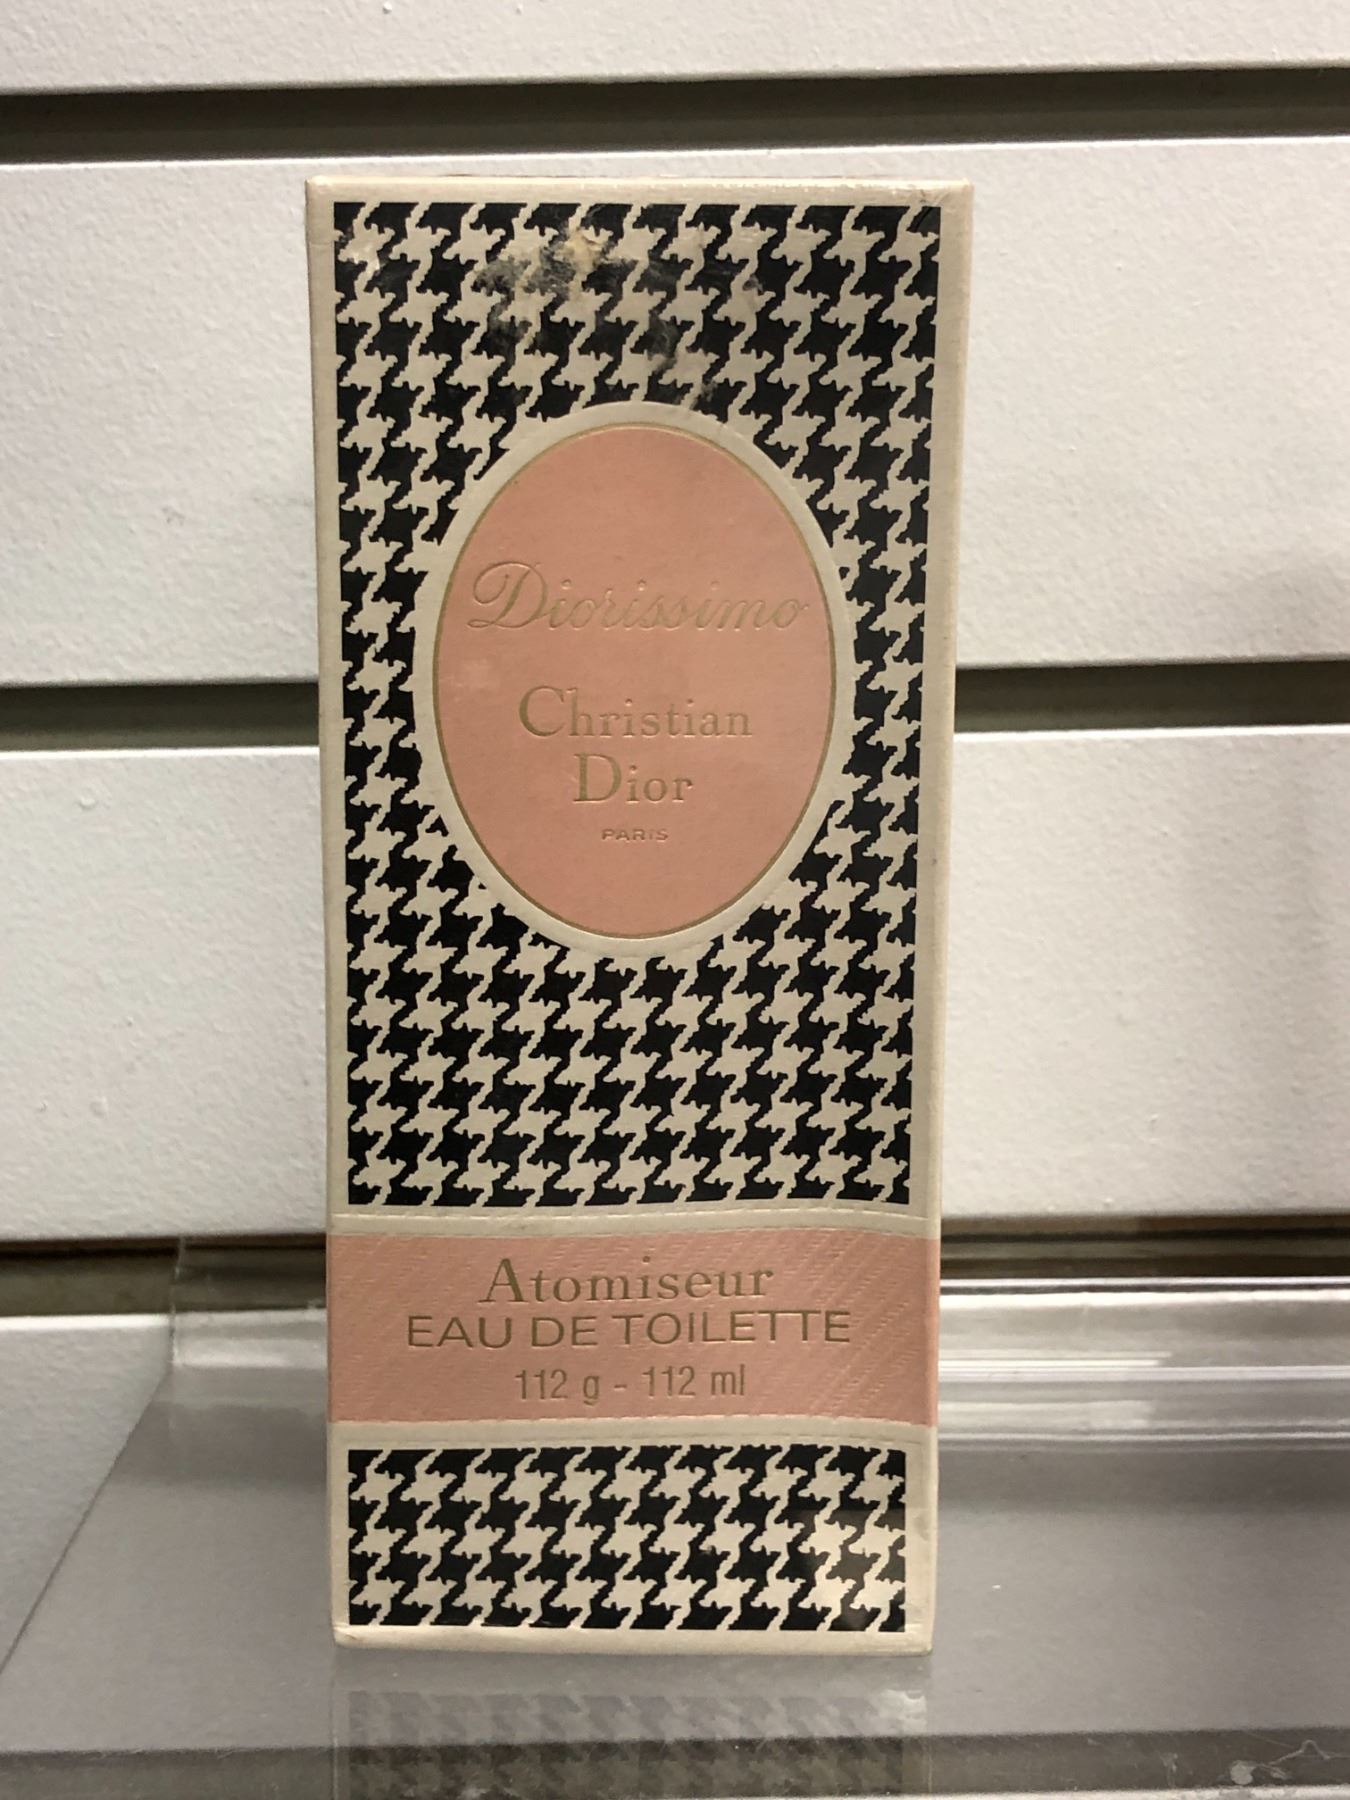 Diorissimo
Christian
Dior
PARIS
Atomiseur
EAU DE TOILETTE
112 g - 112 ml